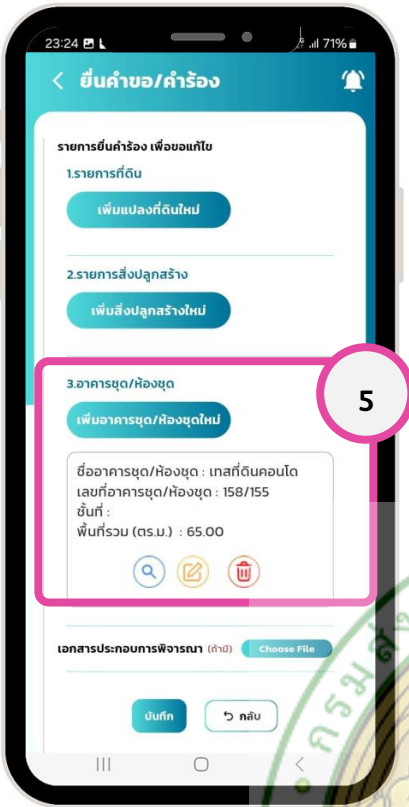 23:24 71%
ยื่นคำขอ/คำร้อง
รายการยื่นคำร้อง เพื่อขอแก้ไข
1.รายการที่ดิน
เพิ่มแปลงที่ดินใหม่
2.รายการสิ่งปลูกสร้าง
เพิ่มสิ่งปลูกสร้างใหม่
3.อาคารชุด/ห้องชุด
5
เพิ่มอาคารชุด/ห้องชุดใหม่
ชื่ออาคารชุด/ห้องชุด : เทสที่ดินคอนโด
เลขที่อาคารชุด/ห้องชุด : 158/155
ชั้นที่ :
พื้นที่รวม (ตร.ม.) : 65.00
เอกสารประกอบการพิจารณา (ถ้ามี) Choose File
บันทึก กลับ